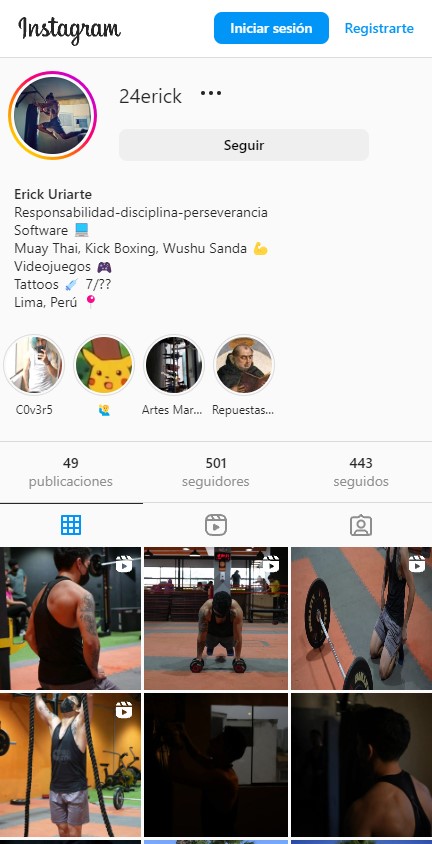 Instagram
Iniciar sesión
Registrarte
24erick
Seguir
Erick Uriarte
Responsabilidad-disciplina-perseverancia
Software 💻
Muay Thai, Kick Boxing, Wushu Sanda 💪
Videojuegos 🎮
Tattoos 💉 7/??
Lima, Perú 📍
C0v3r5
🙋‍♂️
Artes Mar...
Repuestas...
49
publicaciones
501
seguidores
443
seguidos